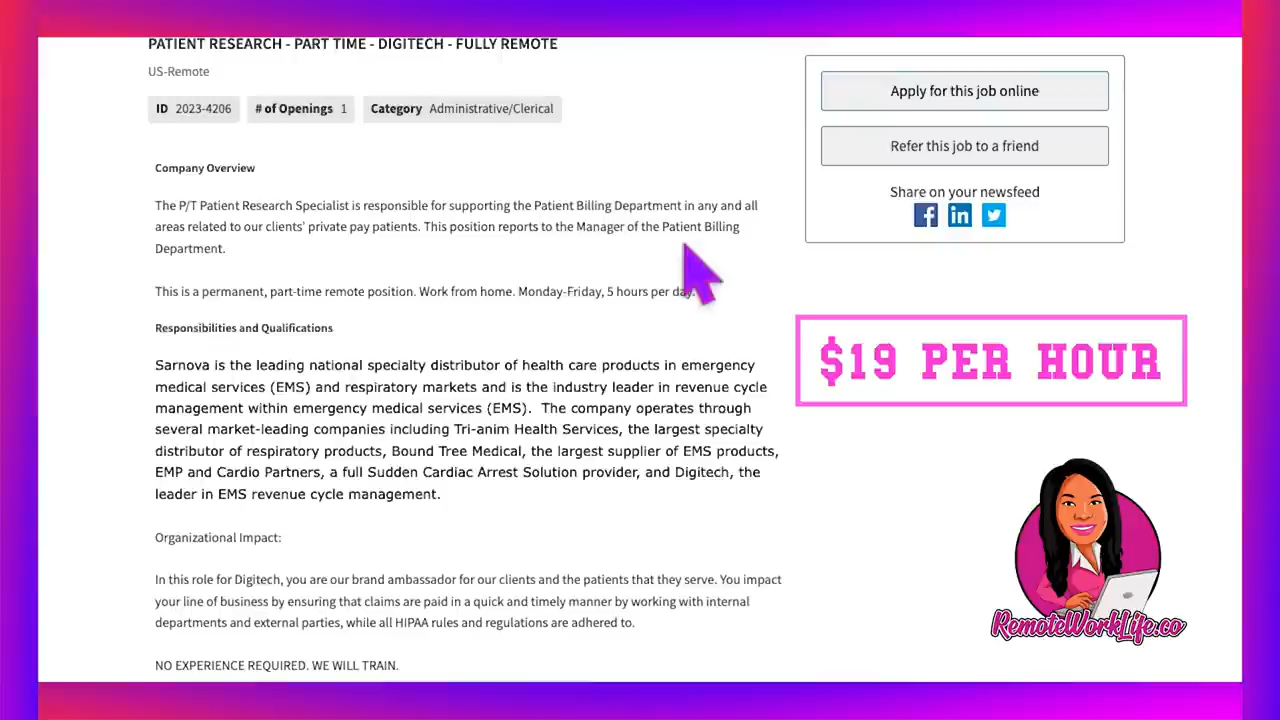 PATIENT RESEARCH - PART TIME - DIGITECH - FULLY REMOTE
US-Remote
ID 2023-4206 # of Openings 1 Category Administrative/Clerical
Company Overview
The P/T Patient Research Specialist is responsible for supporting the Patient Billing Department in any and all
areas related to our clients' private pay patients. This position reports to the Manager of the Patient Billing
Department.
This is a permanent, part-time remote position. Work from home. Monday-Friday, 5 hours per day.
Responsibilities and Qualifications
Sarnova is the leading national specialty distributor of health care products in emergency
medical services (EMS) and respiratory markets and is the industry leader in revenue cycle
management within emergency medical services (EMS). The company operates through
several market-leading companies including Tri-anim Health Services, the largest specialty
distributor of respiratory products, Bound Tree Medical, the largest supplier of EMS products,
EMP and Cardio Partners, a full Sudden Cardiac Arrest Solution provider, and Digitech, the
leader in EMS revenue cycle management.
Organizational Impact:
In this role for Digitech, you are our brand ambassador for our clients and the patients that they serve. You impact
your line of business by ensuring that claims are paid in a quick and timely manner by working with internal
departments and external parties, while all HIPAA rules and regulations are adhered to.
NO EXPERIENCE REQUIRED. WE WILL TRAIN.
Apply for this job online
Refer this job to a friend
Share on your newsfeed
$19 PER HOUR
RemoteWorkLife.co